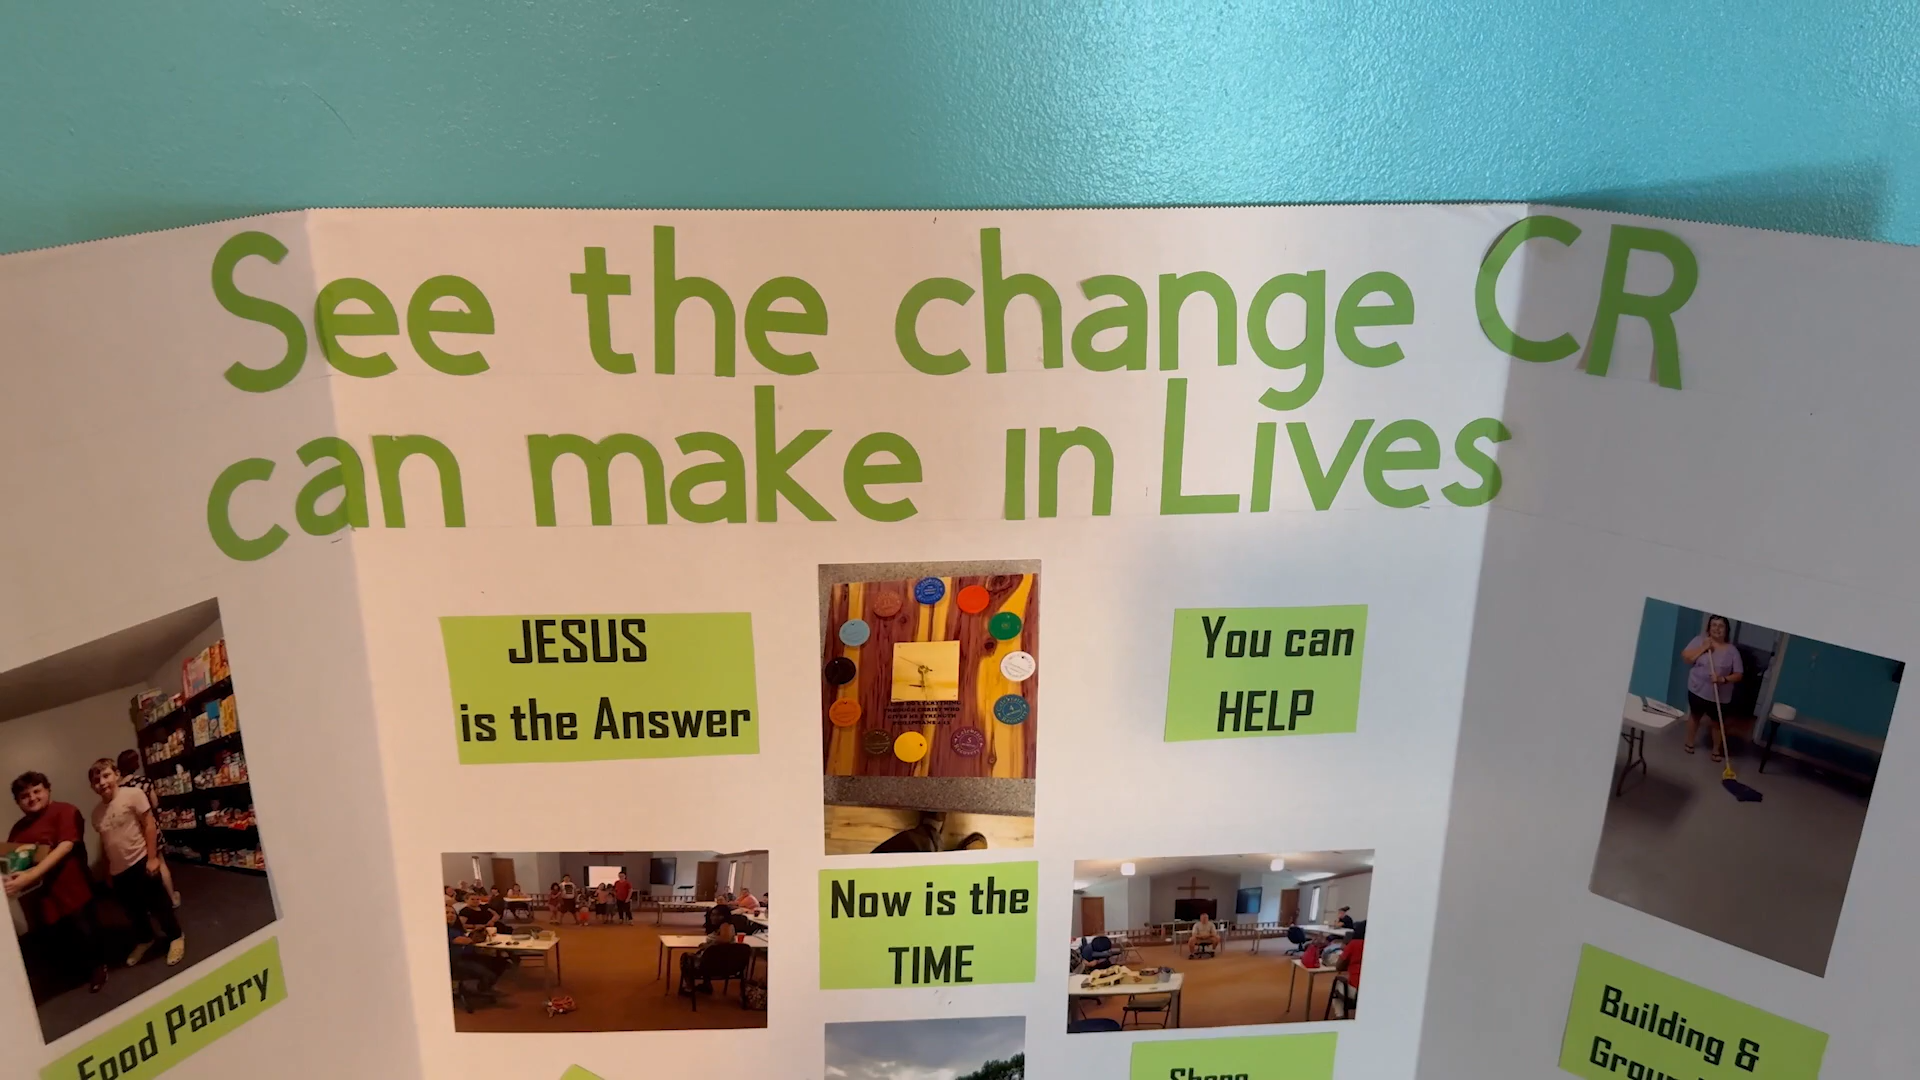 See the change CR
can make in Lives
JESUS
is the Answer
You can
HELP
Now is the
TIME
Food Pantry
Building &